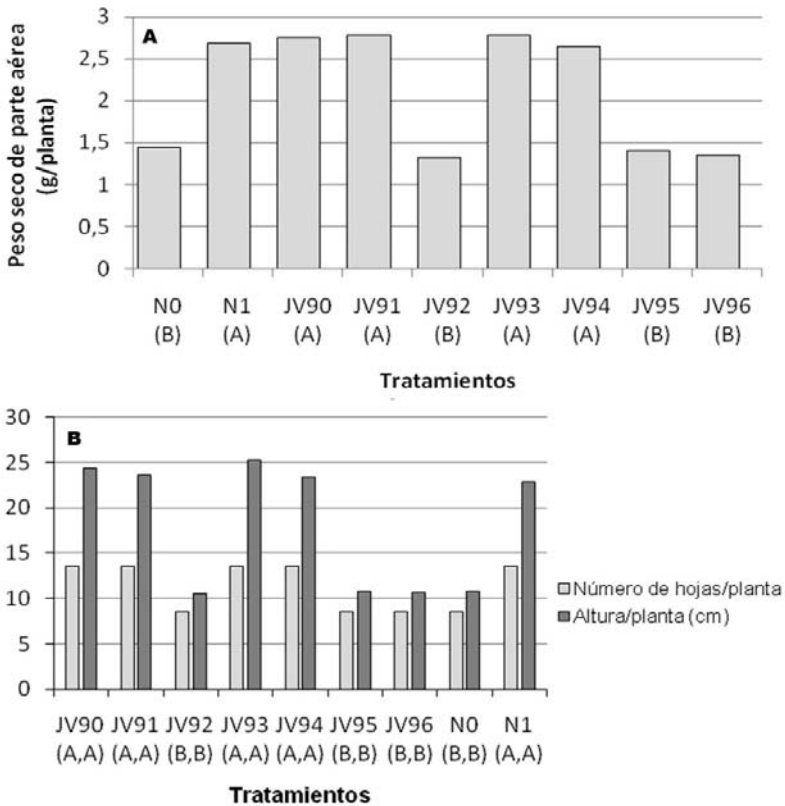 A
Peso seco de parte aérea
(g/planta)
3
2,5
2
1,5
1
0,5
0
N0 N1 JV90 JV91 JV92 JV93 JV94 JV95 JV96
(B) (A) (A) (A) (B) (A) (A) (B) (B)
Tratamientos
B
30
25
20
15
10
5
0
Número de hojas/planta
Altura/planta (cm)
JV90 JV91 JV92 JV93 JV94 JV95 JV96 N0 N1
(A,A) (A,A) (B,B) (A,A) (A,A) (B,B) (B,B) (B,B) (A,A)
Tratamientos